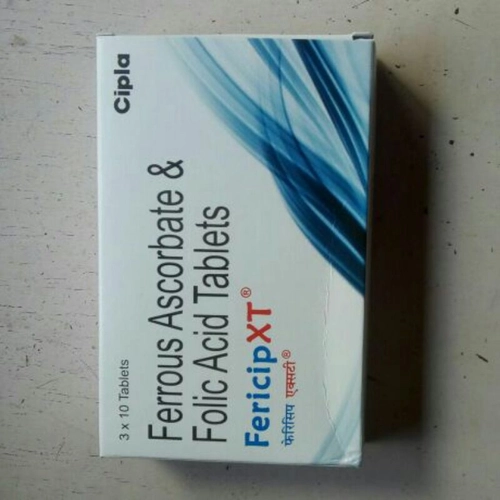 Cipla
3 x 10 Tablets
Ferrous Ascorbate &
Folic Acid Tablets
FericipXT®
फेरिसिप एक्सटी®